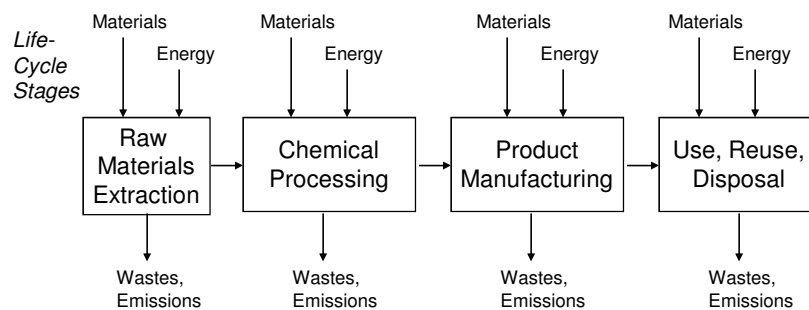 Life-
Cycle
Stages
Materials
Energy
Materials
Energy
Materials
Energy
Materials
Energy
Raw
Materials
Extraction
Chemical
Processing
Product
Manufacturing
Use, Reuse,
Disposal
Wastes,
Emissions
Wastes,
Emissions
Wastes,
Emissions
Wastes,
Emissions